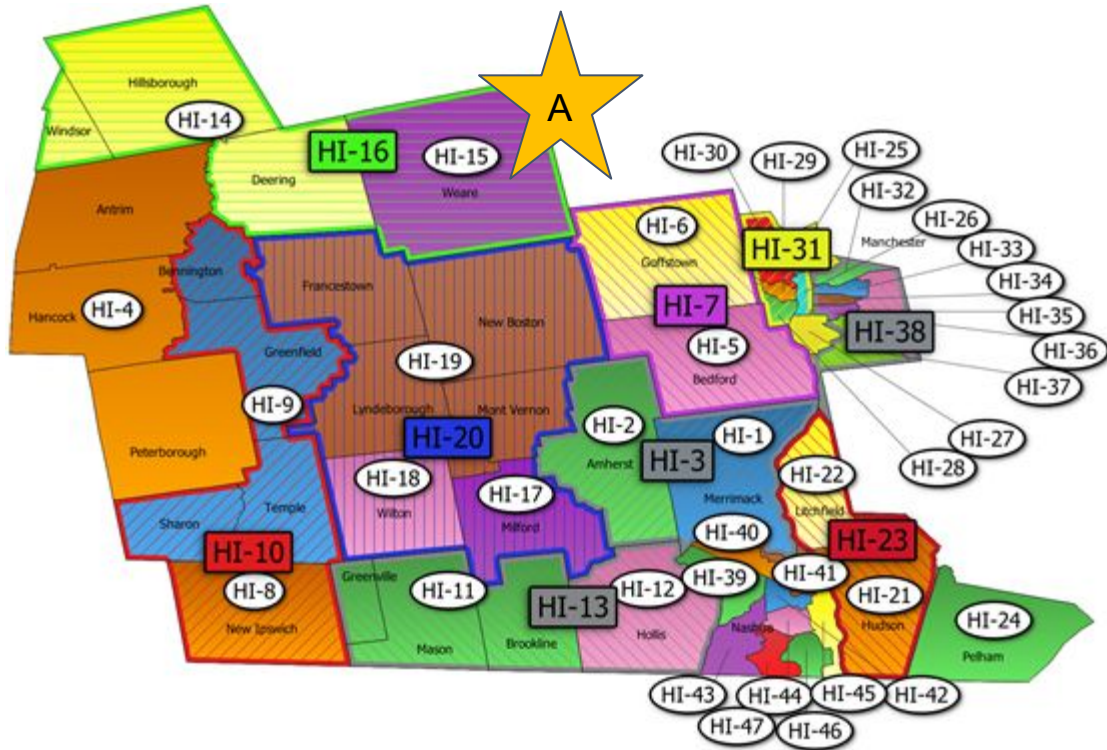 A
Hillsborough
Windsor
HI-14
HI-16
HI-15
Deering
Weare
Antrim
HI-30
HI-29
HI-25
HI-32
HI-26
HI-33
HI-34
HI-35
HI-36
HI-37
HI-27
HI-28
Manchester
HI-31
HI-38
HI-6
Goffstown
HI-7
HI-5
Bedford
Bennington
Francestown
Hancock
HI-4
New Boston
Greenfield
HI-19
HI-9
Lyndeborough
Mont Vernon
HI-20
HI-2
Amherst
HI-3
HI-1
Merrimack
HI-22
Litchfield
Peterborough
HI-18
Wilton
HI-17
Milford
Sharon
Temple
HI-10
HI-8
New Ipswich
Greenville
HI-11
Mason
HI-13
Brookline
HI-12
Hollis
HI-40
HI-39
HI-41
HI-23
HI-21
Hudson
Nashua
HI-24
Pelham
HI-43
HI-44
HI-45
HI-42
HI-47
HI-46